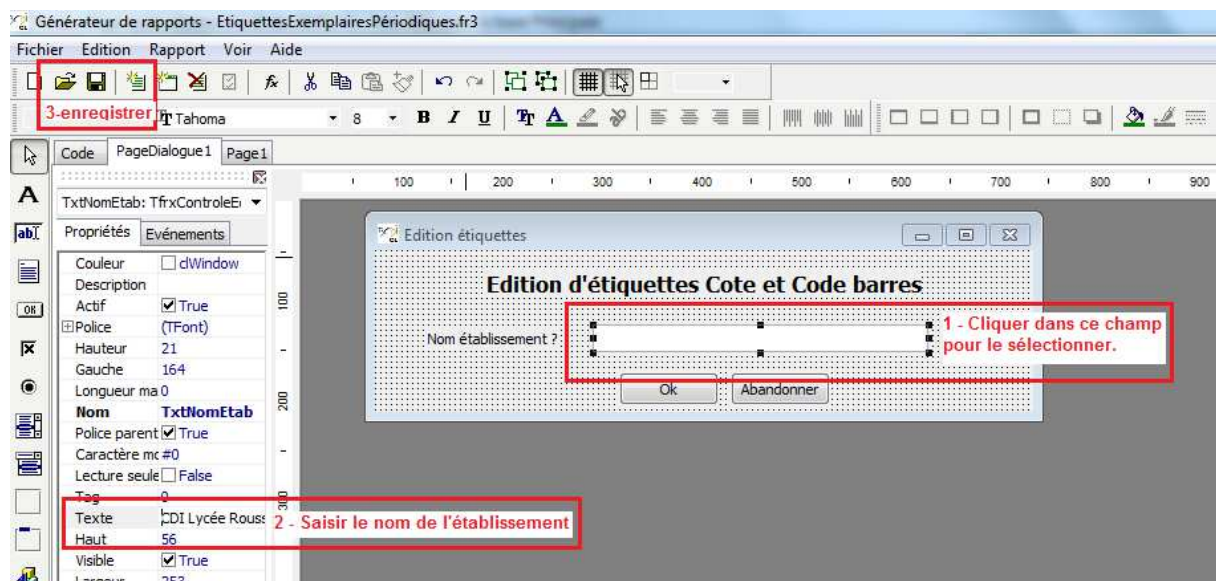 Générateur de rapports - EtiquettesExemplairesPériodiques.fr3
Fichier Edition Rapport Voir Aide
3-enregistrer
Tahoma 8 B I U
Code PageDialogue1 Page1
100 200 300 400 500 600 700 800 900
TxtNomEtab: TfrxControleE
Propriétés Evénements
Couleur clWindow
Description
Actif True
Police (TFont)
Hauteur 21
Gauche 164
Longueur ma 0
Nom TxtNomEtab
Police parent True
Caractère mc #0
Lecture seule False
Tag 0
Texte CDI Lycée Rouss
Haut 56
Visible True
Largeur 253
100
200
300
Edition étiquettes
Edition d'étiquettes Cote et Code barres
Nom établissement ?
1 - Cliquer dans ce champ
pour le sélectionner.
Ok Abandonner
2 - Saisir le nom de l'établissement